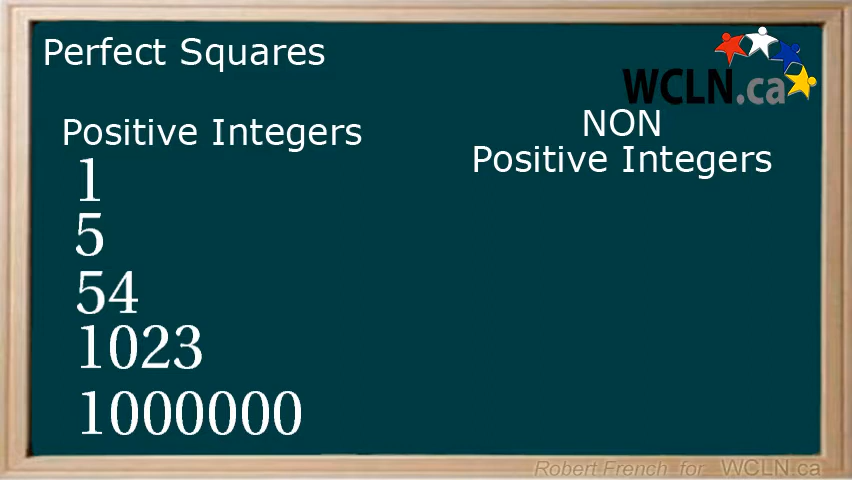 Perfect Squares
WCLN.ca
Positive Integers
NON
Positive Integers
1
5
54
1023
1000000
Robert French for WCLN.ca